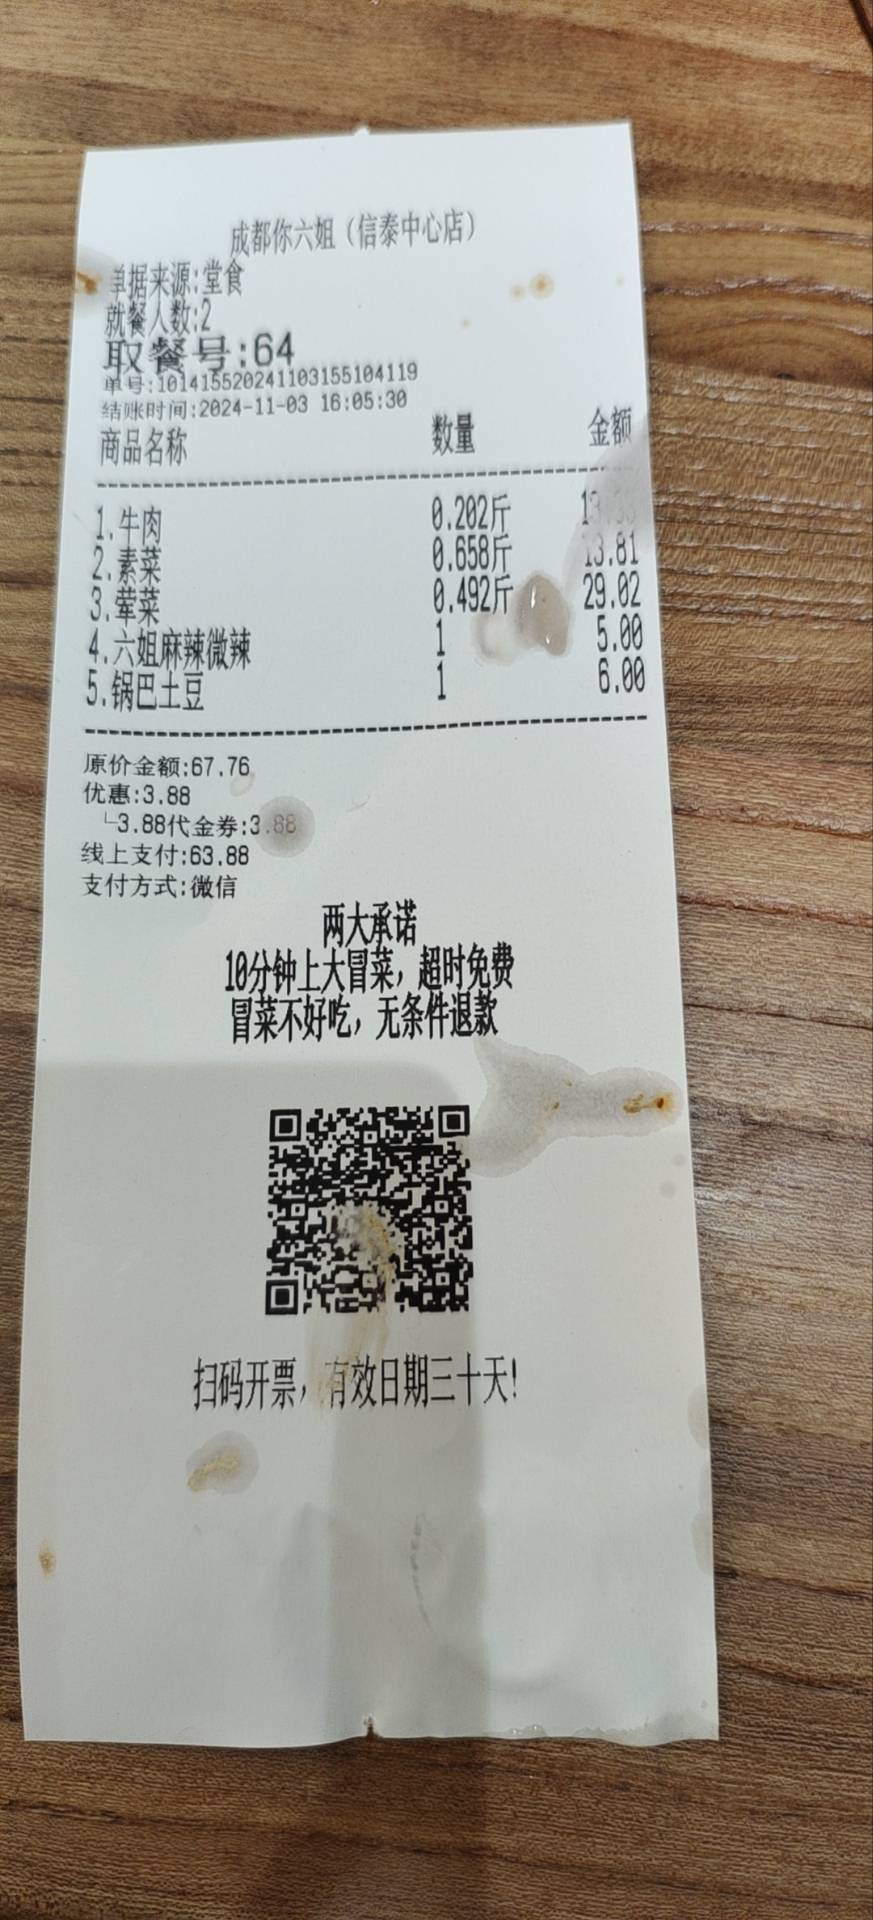 成都你六姐（信泰中心店）
单据来源:堂食
就餐人数:2
取餐号:64
单号:101415520241103155104119
结账时间:2024-11-03 16:05:30
商品名称 数量 金额
1.牛肉 0.202斤
2.素菜 0.658斤 13.81
3.荤菜 0.492斤 29.02
4.六姐麻辣微辣 1 5.00
5.锅巴土豆 1 6.00
原价金额:67.76
优惠:3.88
└3.88代金券:3.88
线上支付:63.88
支付方式:微信
两大承诺
10分钟上大冒菜，超时免费
冒菜不好吃，无条件退款
扫码开票，有效日期三十天!